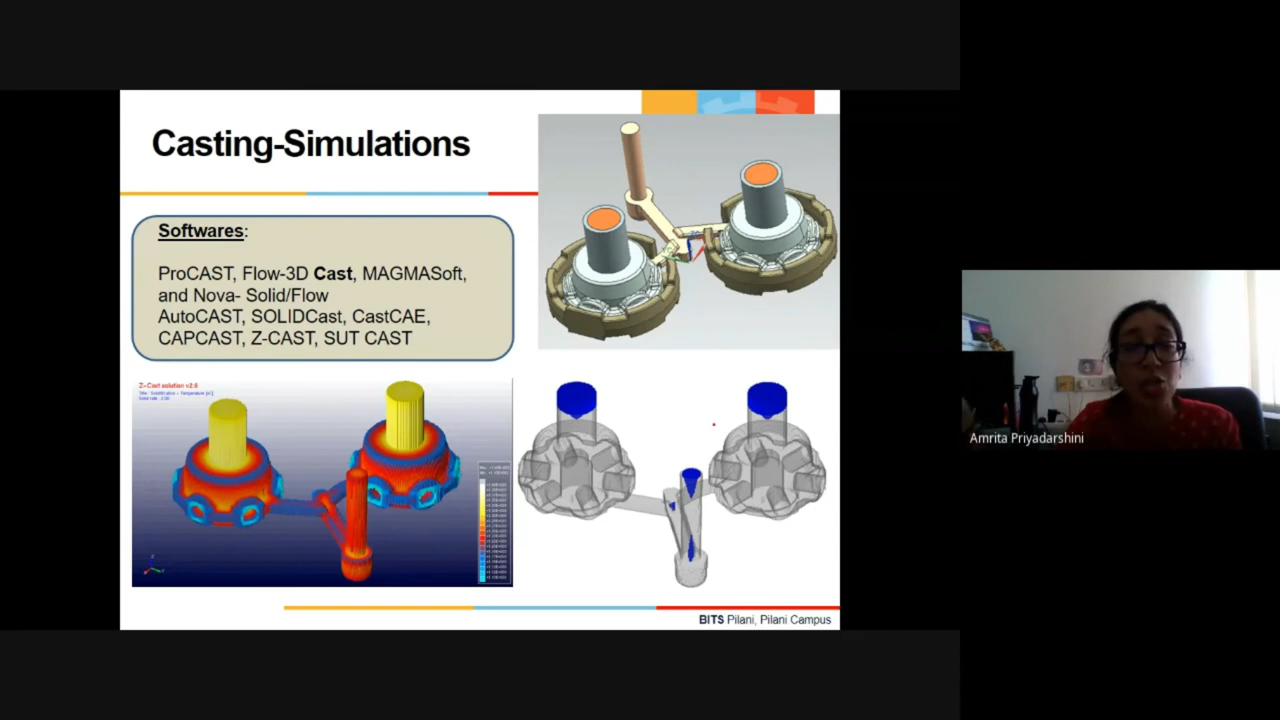 Casting-Simulations
Softwares:
ProCAST, Flow-3D Cast, MAGMASoft,
and Nova- Solid/Flow
AutoCAST, SOLIDCast, CastCAE,
CAPCAST, Z-CAST, SUT CAST
Z-Cast solution v2.6
BITS Pilani, Pilani Campus
Amrita Priyadarshini